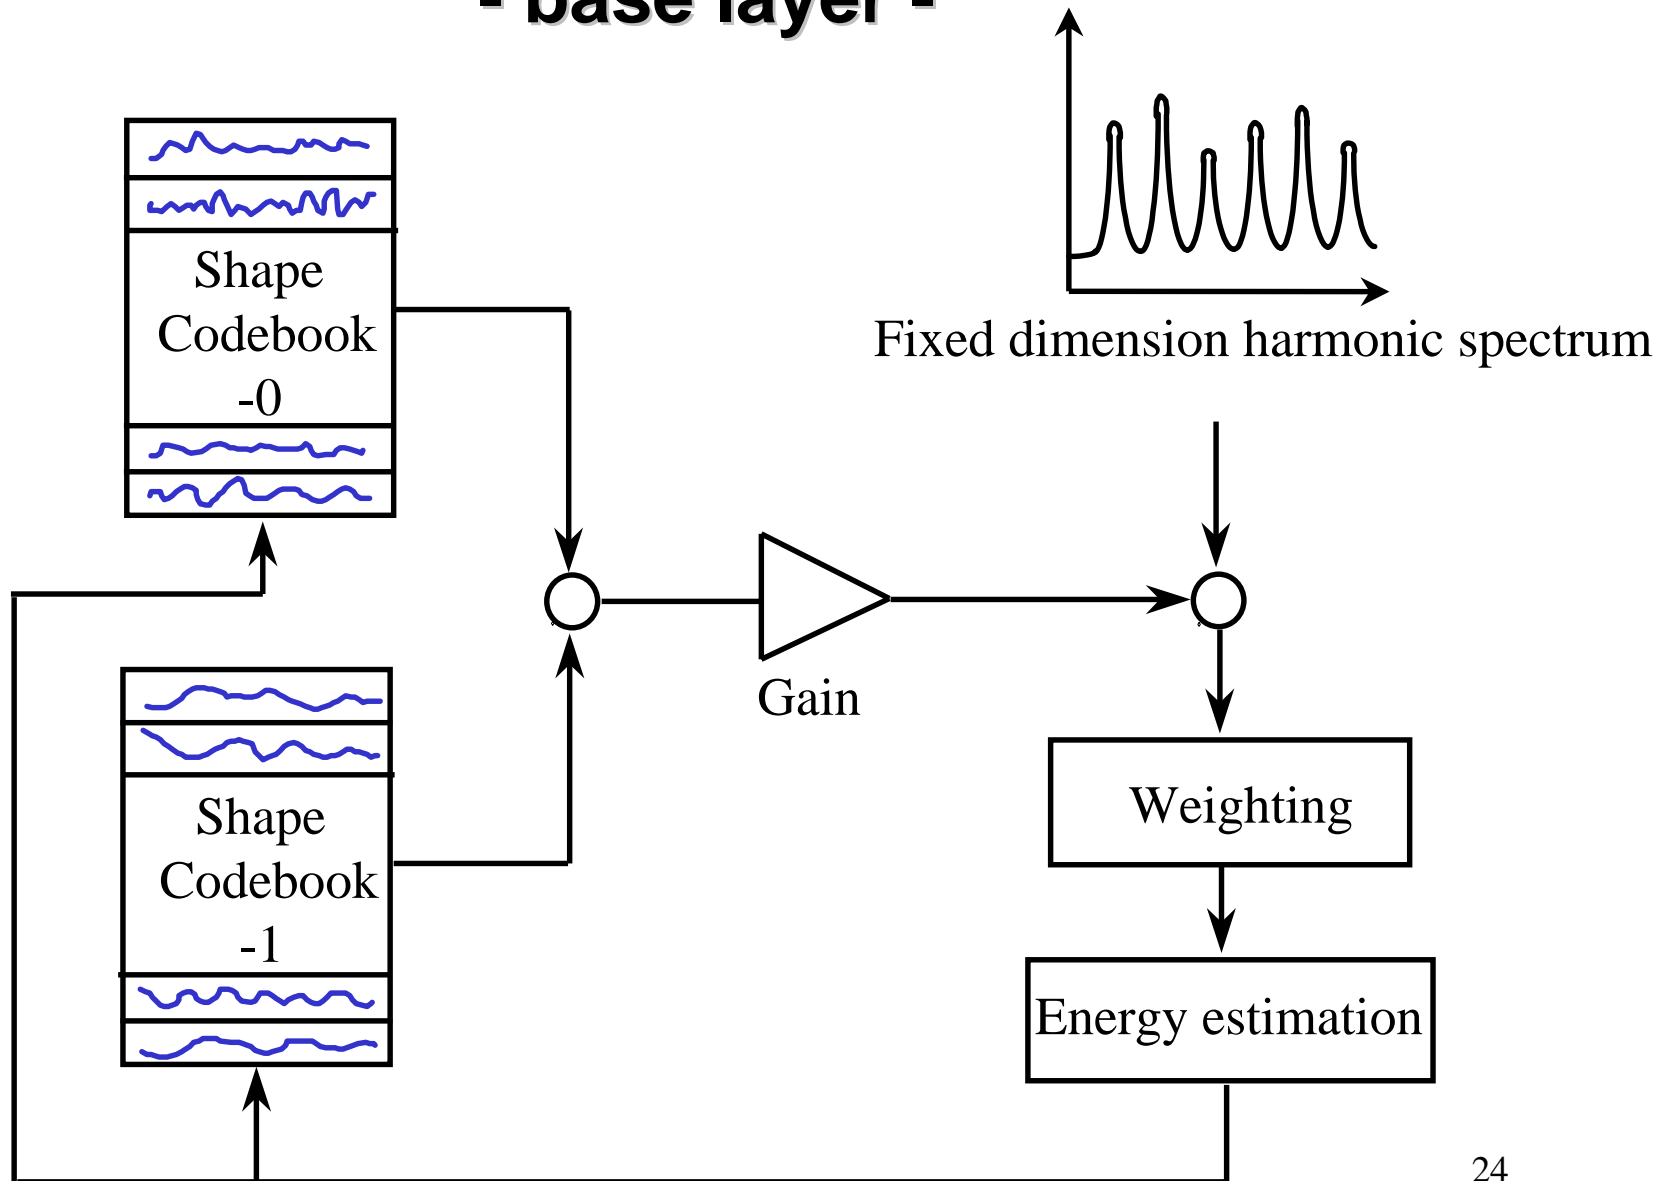 - base layer -
Shape
Codebook
-0
Fixed dimension harmonic spectrum
Gain
Shape
Codebook
-1
Weighting
Energy estimation
24